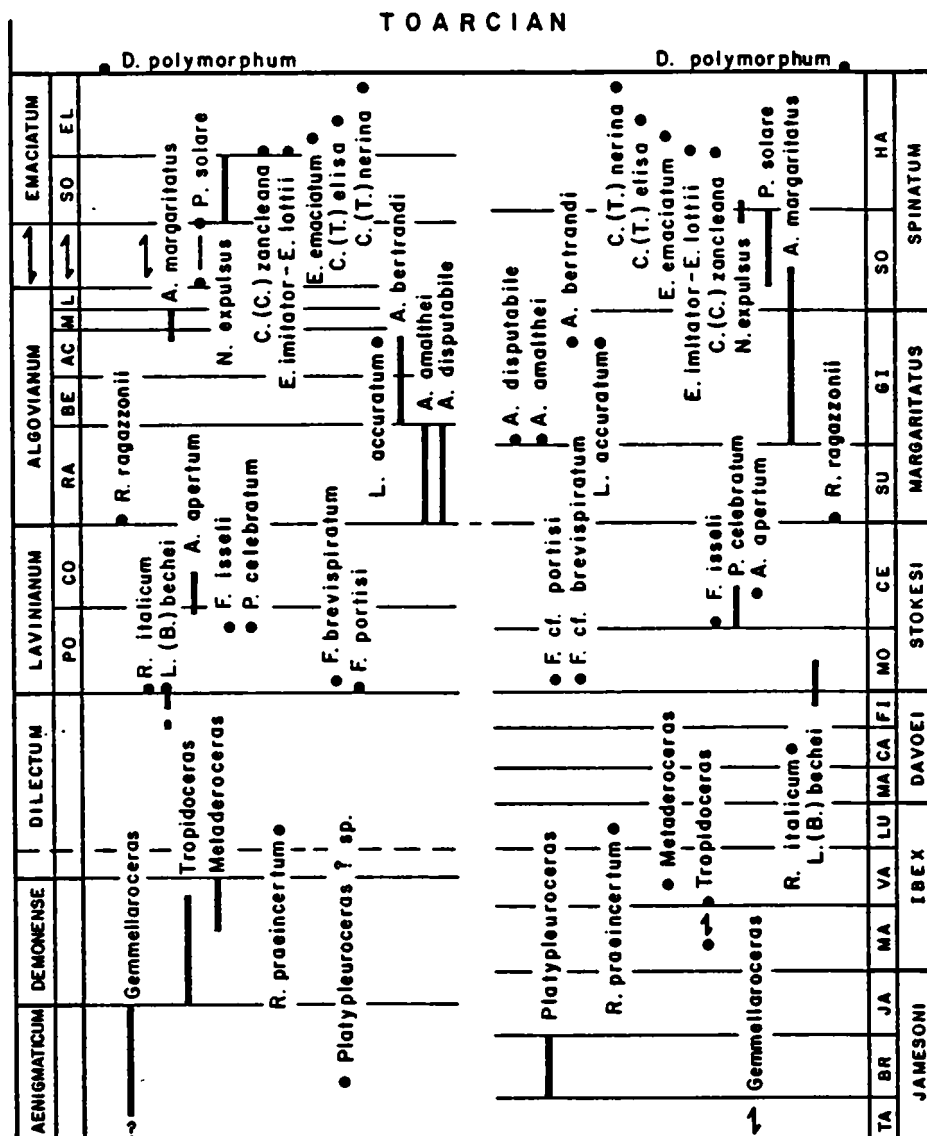 TOARCIAN
D. polymorphum
D. polymorphum
EMACIATUM
ALGOVIANUM
LAVINIANUM
DILECTUM
DEMONENSE
AENIGMATICUM
EL
SO
M L
AC
BE
RA
CO
PO
A. margaritatus
P. solare
N. expulsus
C.(C.) zancleana
E. imitator-E. lottii
E. emaciatum
C.(T.) elisa
C.(T.) nerina
L. accuratum
A. bertrandi
A. amalthei
A. disputabile
R. ragazzonii
R. italicum
L.(B.) bechei
A. apertum
F. isseli
P. celebratum
F. brevispiratum
F. portisi
Gemmellaroceras
Tropidoceras
Metaderoceras
R. praeincertum
Platypleuroceras ? sp.
?
A. disputabile
A. amalthei
A. bertrandi
L. accuratum
C.(T.) nerina
C.(T.) elisa
E. emaciatum
E. imitator-E. lottii
C.(C.) zancleana
N. expulsus
P. solare
A. margaritatus
R. ragazzonii
F. cf. portisi
F. cf. brevispiratum
F. isseli
P. celebratum
A. apertum
Platypleuroceras
R. praeincertum
Metaderoceras
Tropidoceras
Gemmellaroceras
R. italicum
L.(B.) bechei
HA
SO
GI
SU
CE
MO
FI
CA
MA
LU
VA
MA
JA
BR
TA
SPINATUM
MARGARITATUS
STOKESI
DAVOEI
IBEX
JAMESONI